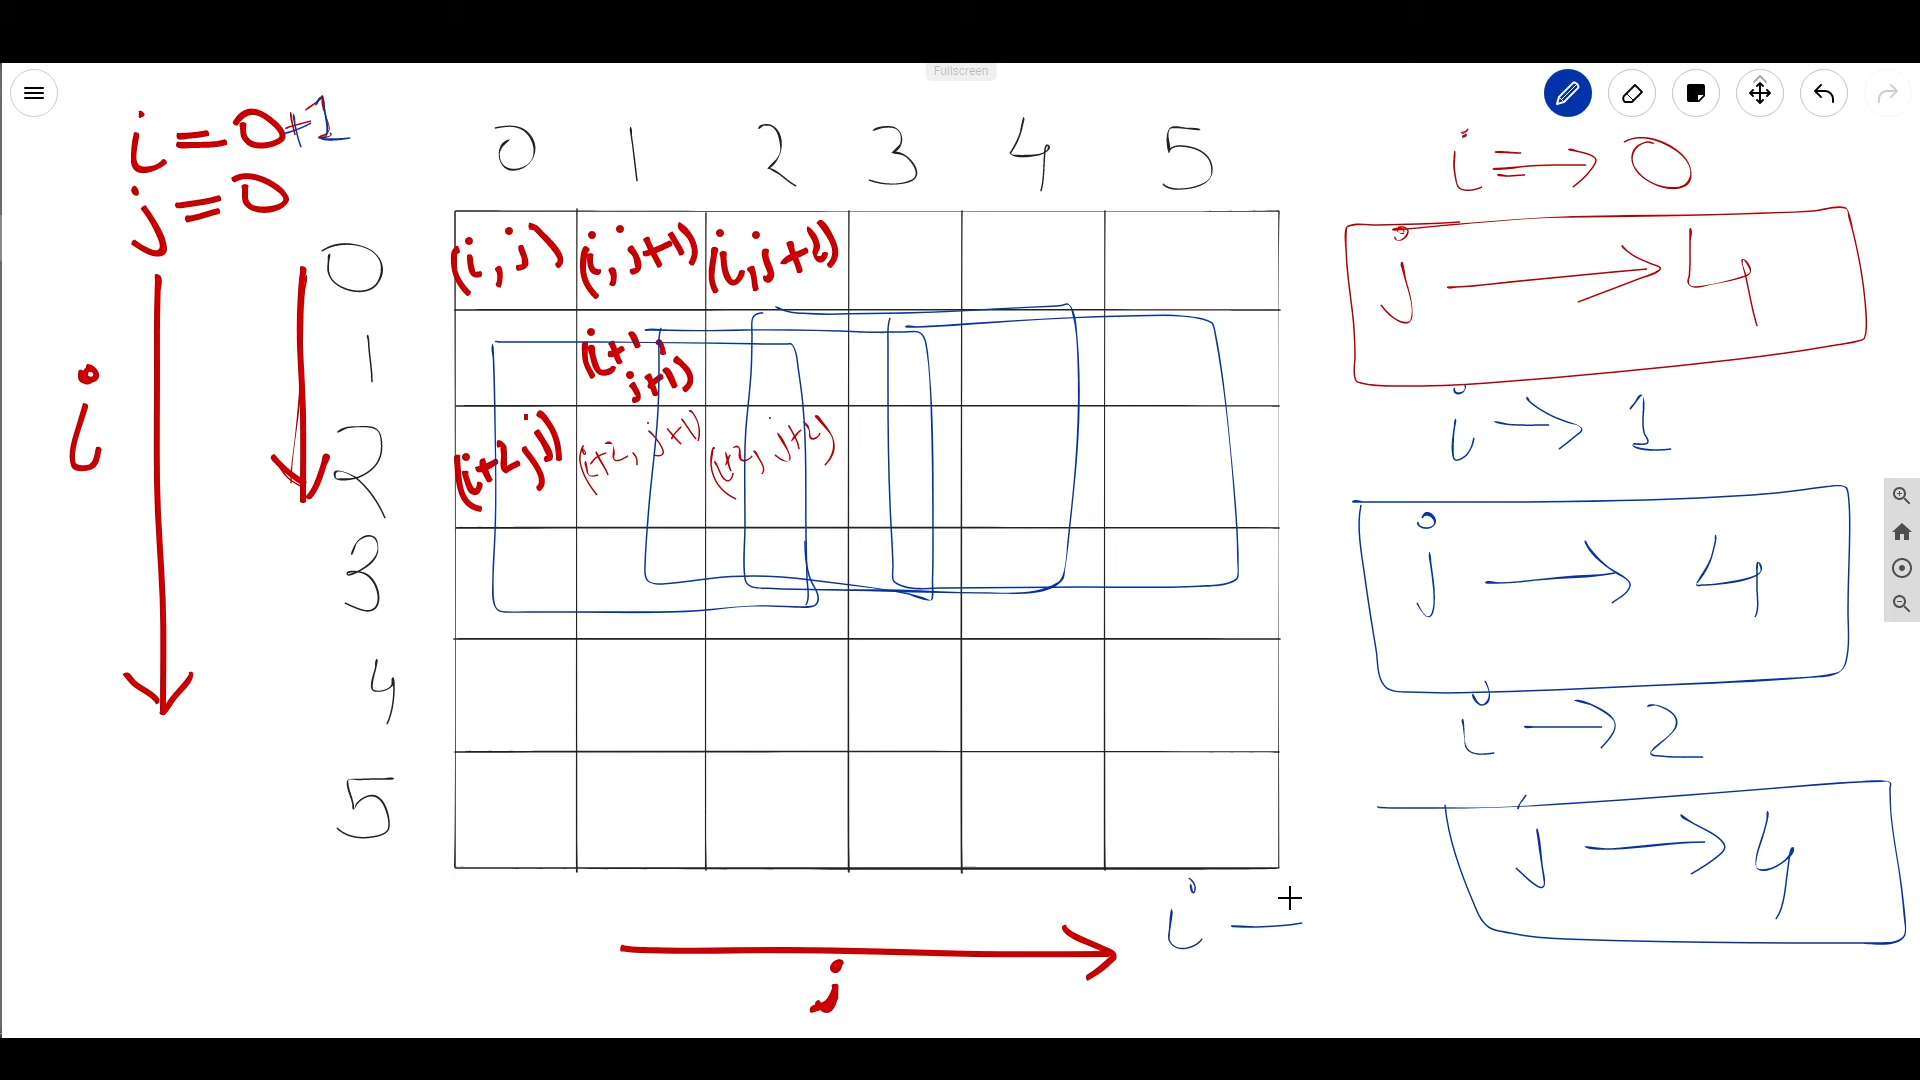 Fullscreen
i = 0+1
j = 0
0 1 2 3 4 5
0
1
2
3
4
5
(i, j) (i, j+1) (i, j+2)
(i+1,
j+1)
(i+2, j) (i+2, j+1) (i+2, j+2)
i
j
i → 0
j → 4
i → 1
j → 4
i → 2
j → 4
i —